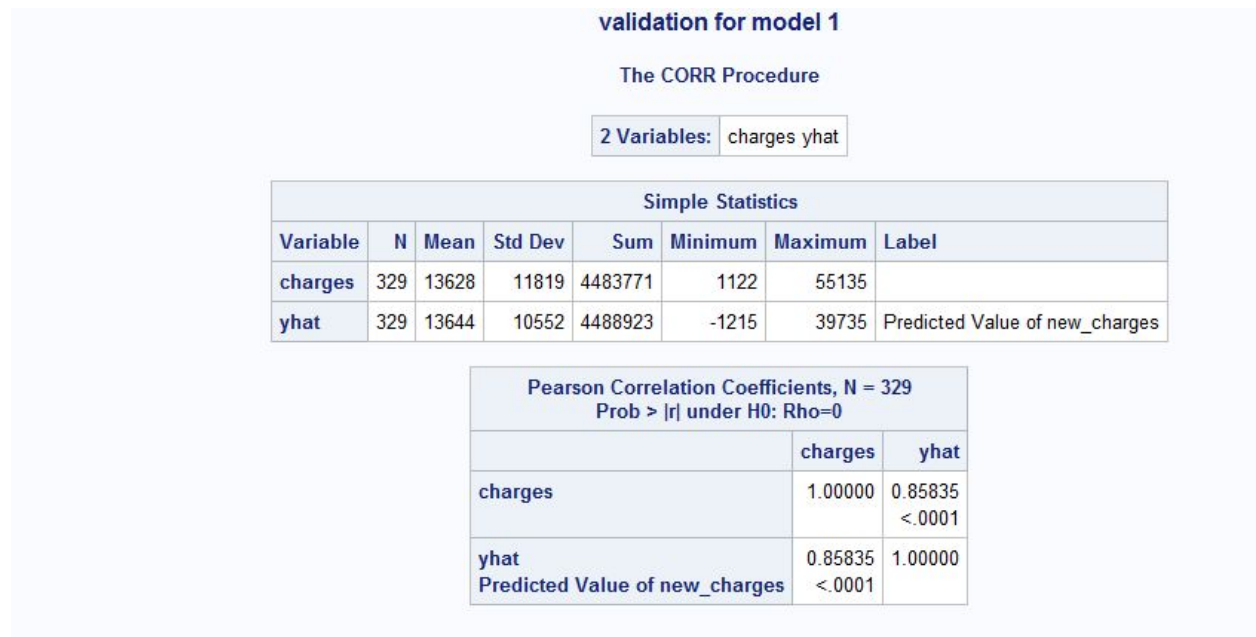 validation for model 1
The CORR Procedure
2 Variables: charges yhat
Simple Statistics
Variable N Mean Std Dev Sum Minimum Maximum Label
charges 329 13628 11819 4483771 1122 55135
yhat 329 13644 10552 4488923 -1215 39735 Predicted Value of new_charges
Pearson Correlation Coefficients, N = 329
Prob > |r| under H0: Rho=0
charges yhat
charges 1.00000 0.85835
<.0001
yhat 0.85835 1.00000
Predicted Value of new_charges <.0001